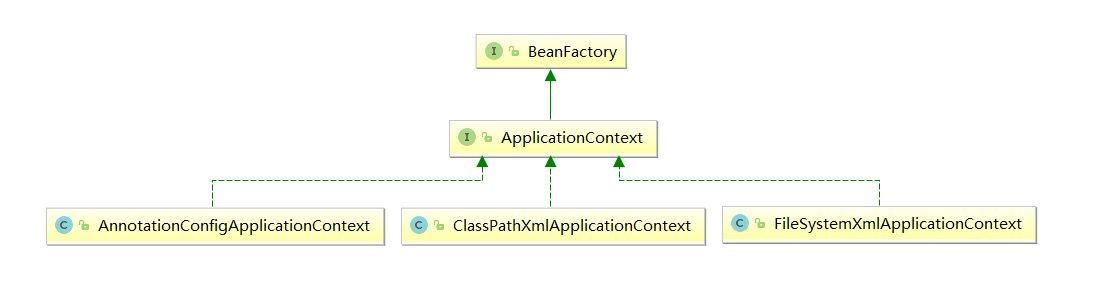 I BeanFactory
I ApplicationContext
C AnnotationConfigApplicationContext
C ClassPathXmlApplicationContext
C FileSystemXmlApplicationContext